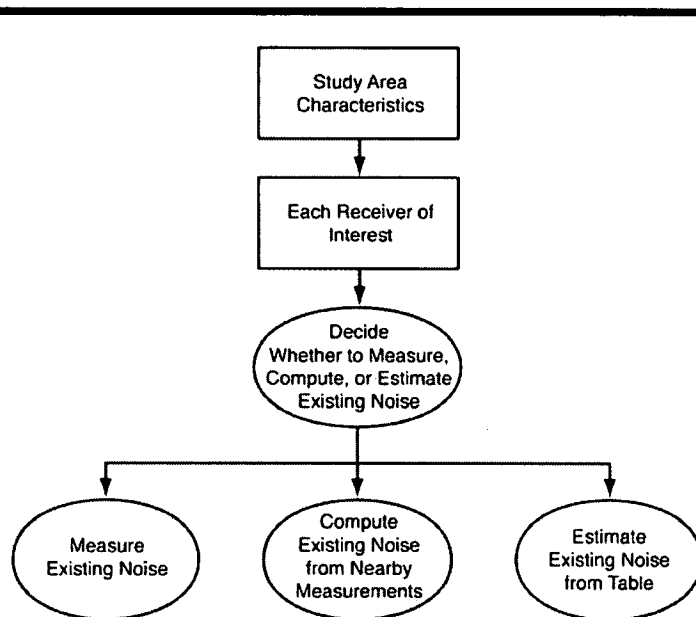 Study Area
Characteristics
Each Receiver of
Interest
Decide
Whether to Measure,
Compute, or Estimate
Existing Noise
Measure
Existing Noise
Compute
Existing Noise
from Nearby
Measurements
Estimate
Existing Noise
from Table